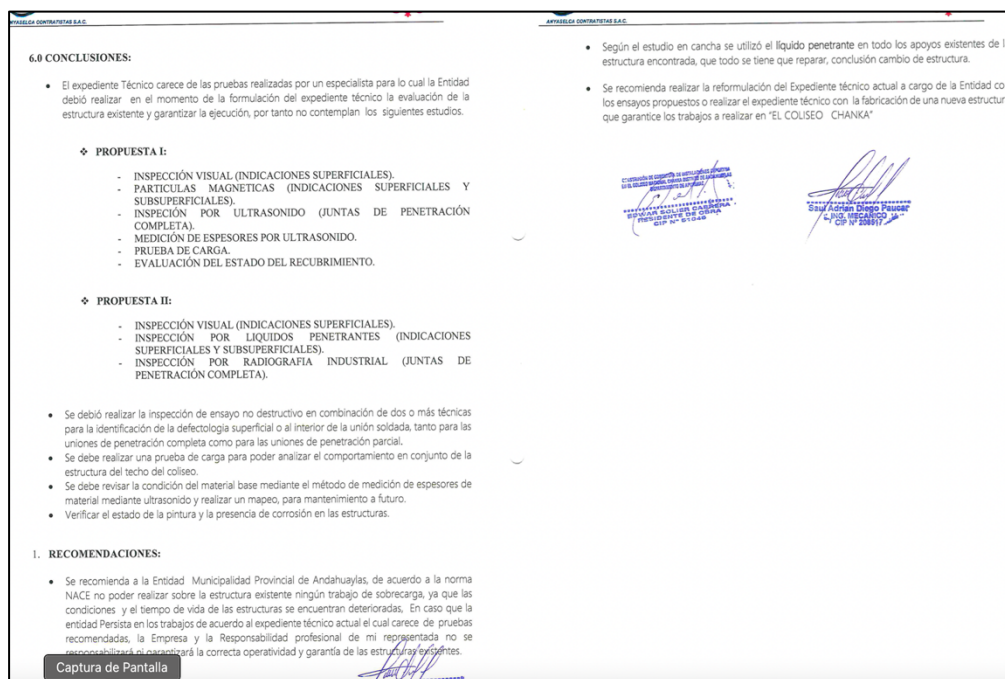 ANYASELCA CONTRATISTAS S.A.C.
6.0 CONCLUSIONES:
• El expediente Técnico carece de las pruebas realizadas por un especialista para lo cual la Entidad
debió realizar en el momento de la formulación del expediente técnico la evaluación de la
estructura existente y garantizar la ejecución, por tanto no contemplan los siguientes estudios.
❖ PROPUESTA I:
- INSPECCIÓN VISUAL (INDICACIONES SUPERFICIALES).
- PARTICULAS MAGNETICAS (INDICACIONES SUPERFICIALES Y
SUBSUPERFICIALES).
- INSPECIÓN POR ULTRASONIDO (JUNTAS DE PENETRACIÓN
COMPLETA).
- MEDICIÓN DE ESPESORES POR ULTRASONIDO.
- PRUEBA DE CARGA.
- EVALUACIÓN DEL ESTADO DEL RECUBRIMIENTO.
❖ PROPUESTA II:
- INSPECCIÓN VISUAL (INDICACIONES SUPERFICIALES).
- INSPECCIÓN POR LIQUIDOS PENETRANTES (INDICACIONES
SUPERFICIALES Y SUBSUPERFICIALES).
- INSPECCIÓN POR RADIOGRAFIA INDUSTRIAL (JUNTAS DE
PENETRACIÓN COMPLETA).
• Se debió realizar la inspección de ensayo no destructivo en combinación de dos o más técnicas
para la identificación de la defectología superficial o al interior de la unión soldada, tanto para las
uniones de penetración completa como para las uniones de penetración parcial.
• Se debe realizar una prueba de carga para poder analizar el comportamiento en conjunto de la
estructura del techo del coliseo.
• Se debe revisar la condición del material base mediante el método de medición de espesores de
material mediante ultrasonido y realizar un mapeo, para mantenimiento a futuro.
• Verificar el estado de la pintura y la presencia de corrosión en las estructuras.
1. RECOMENDACIONES:
• Se recomienda a la Entidad Municipalidad Provincial de Andahuaylas, de acuerdo a la norma
NACE no poder realizar sobre la estructura existente ningún trabajo de sobrecarga, ya que las
condiciones y el tiempo de vida de las estructuras se encuentran deterioradas, En caso que la
entidad Persista en los trabajos de acuerdo al expediente técnico actual el cual carece de pruebas
recomendadas, la Empresa y la Responsabilidad profesional de mi representada no se
responsabilizará ni garantizará la correcta operatividad y garantía de las estructuras existentes.
Captura de Pantalla
ANYASELCA CONTRATISTAS S.A.C.
• Según el estudio en cancha se utilizó el líquido penetrante en todo los apoyos existentes de l
estructura encontrada, que todo se tiene que reparar, conclusión cambio de estructura.
• Se recomienda realizar la reformulación del Expediente técnico actual a cargo de la Entidad co
los ensayos propuestos o realizar el expediente técnico con la fabricación de una nueva estructur
que garantice los trabajos a realizar en "EL COLISEO CHANKA"
EDWAR SOLIER CABRERA
RESIDENTE DE OBRA
CIP N° 51048
Saul Adrian Diego Paucar
ING. MECANICO
CIP N° 208617